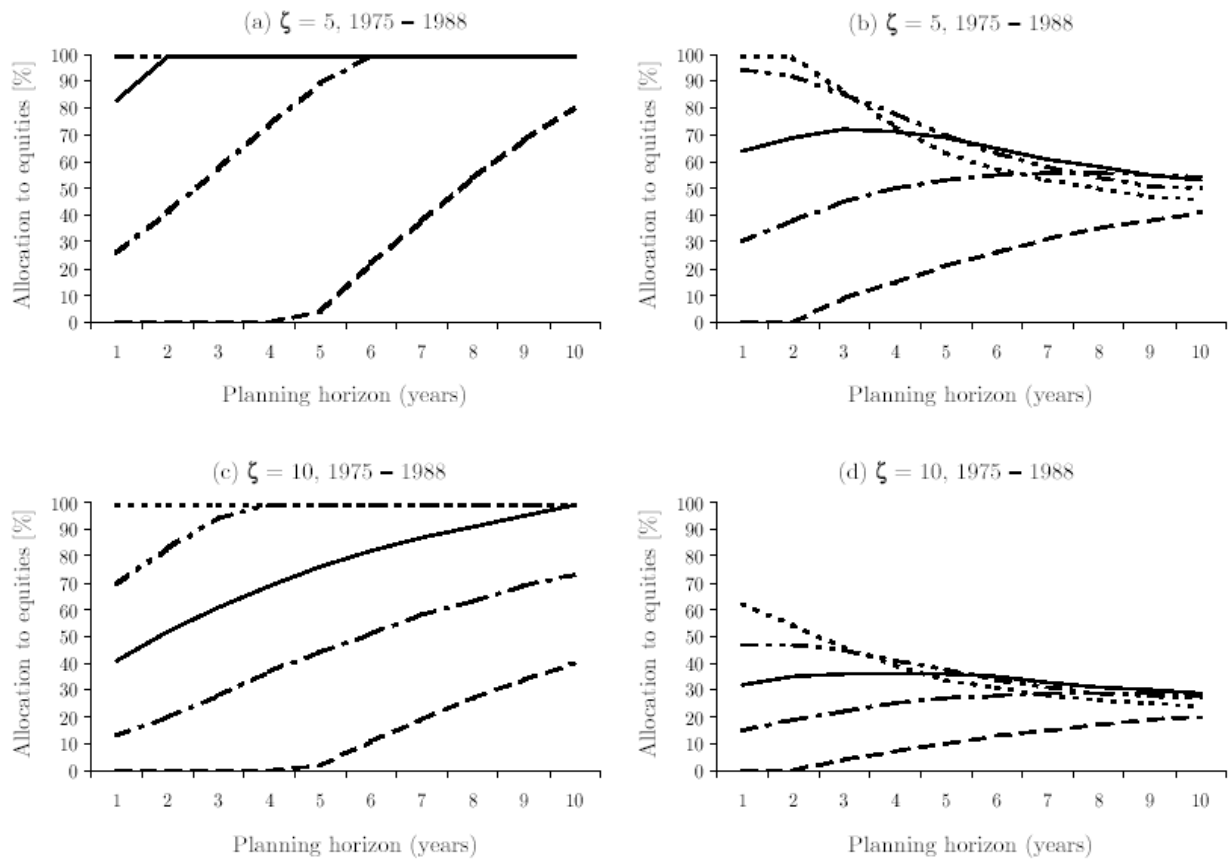 (a) ζ = 5, 1975 – 1988
Allocation to equities [%]
100
90
80
70
60
50
40
30
20
10
0
1 2 3 4 5 6 7 8 9 10
Planning horizon (years)
(b) ζ = 5, 1975 – 1988
Allocation to equities [%]
100
90
80
70
60
50
40
30
20
10
0
1 2 3 4 5 6 7 8 9 10
Planning horizon (years)
(c) ζ = 10, 1975 – 1988
Allocation to equities [%]
100
90
80
70
60
50
40
30
20
10
0
1 2 3 4 5 6 7 8 9 10
Planning horizon (years)
(d) ζ = 10, 1975 – 1988
Allocation to equities [%]
100
90
80
70
60
50
40
30
20
10
0
1 2 3 4 5 6 7 8 9 10
Planning horizon (years)